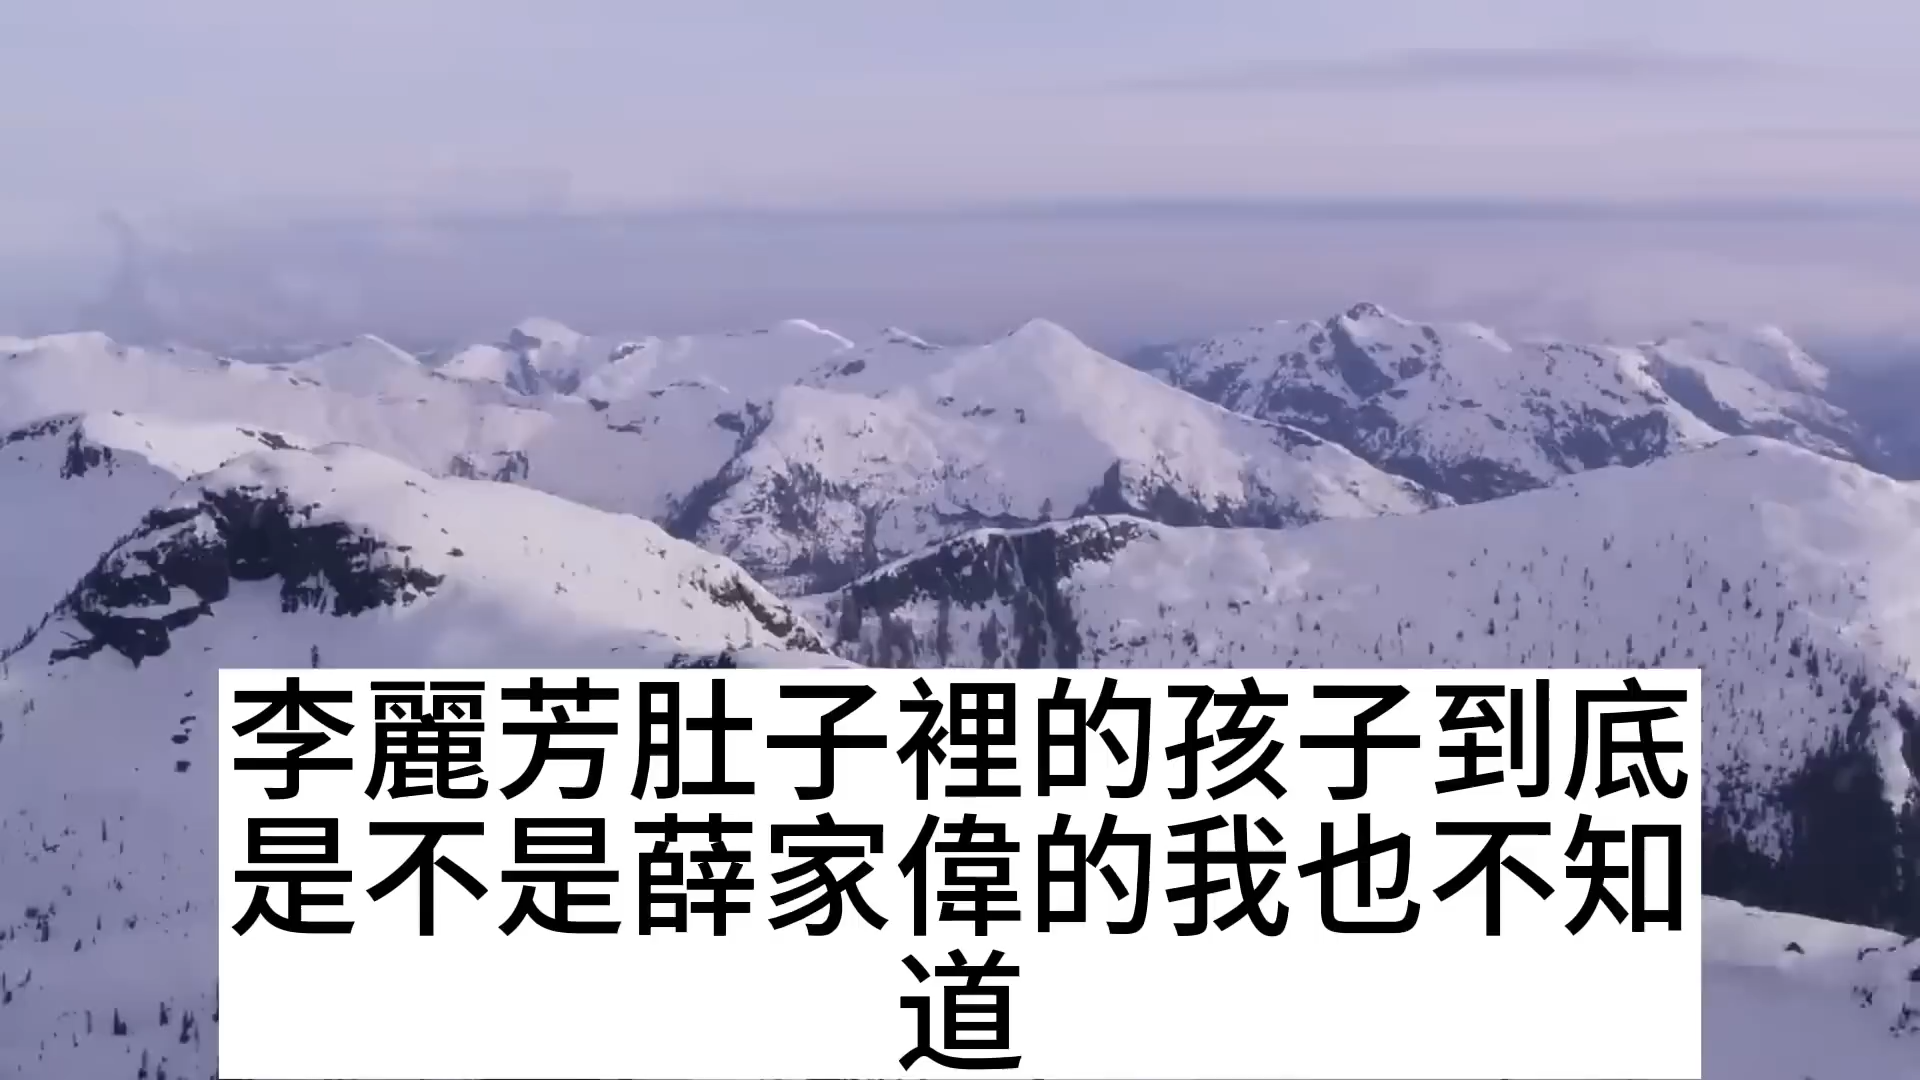 李麗芳肚子裡的孩子到底
是不是薛家偉的我也不知
道